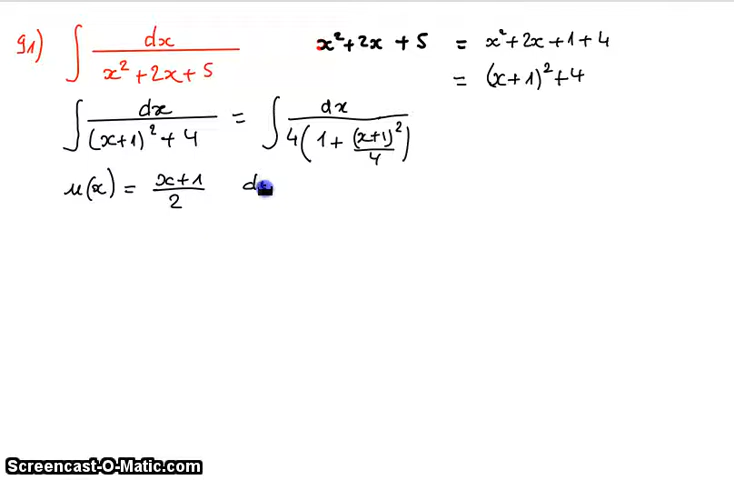 91) ∫ dx / (x² + 2x + 5)    x² + 2x + 5 = x² + 2x + 1 + 4
= (x + 1)² + 4
∫ dx / ((x+1)² + 4) = ∫ dx / (4(1 + (x+1)²/4))
u(x) = (x+1)/2    d
Screencast-O-Matic.com